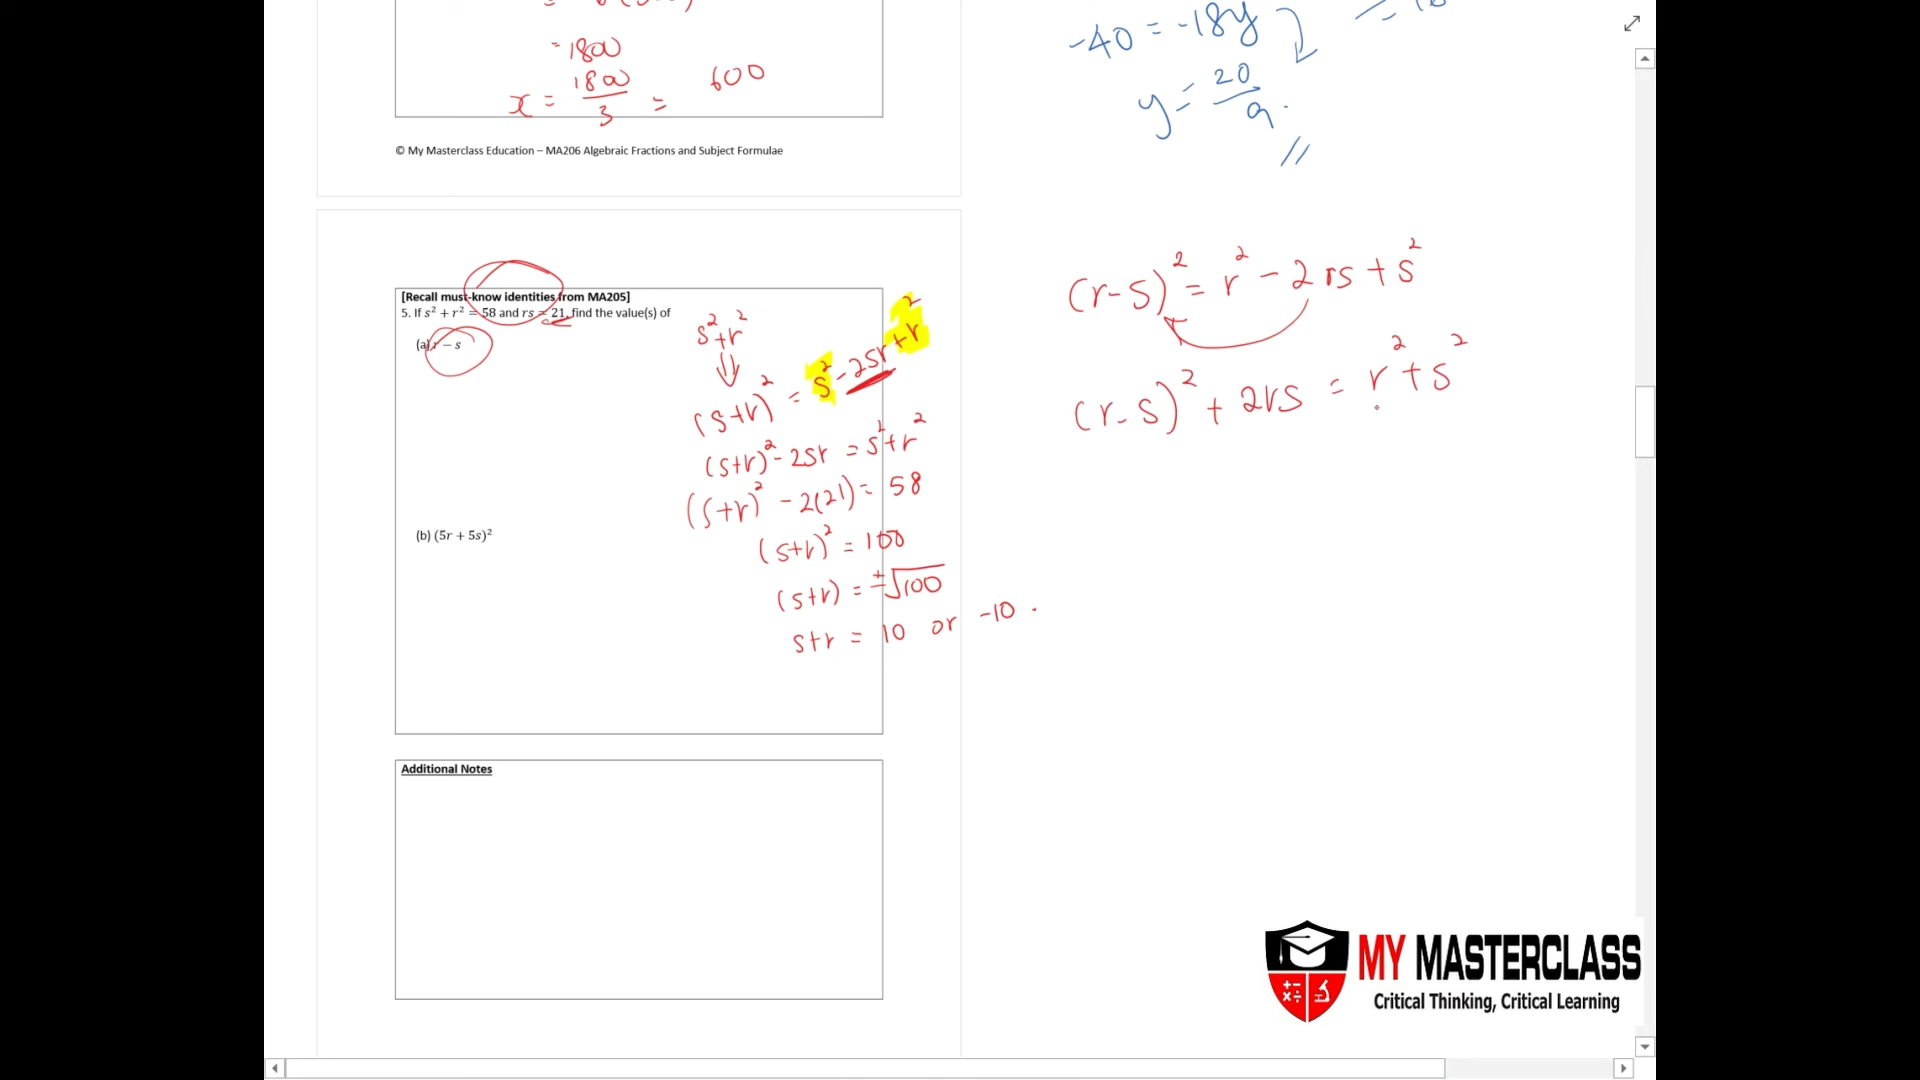 = 1800
x = 1800/3 = 600
© My Masterclass Education – MA206 Algebraic Fractions and Subject Formulae
-40 = -18y
y = 20/9
[Recall must-know identities from MA205]
5. If s² + r² = 58 and rs = 21, find the value(s) of
(a) r − s
s² + r²
(s+r)² = s² - 2sr + r²
(s+r)² - 2sr = s² + r²
(s+r)² - 2(21) = 58
(s+r)² = 100
(s+r) = ±√100
s+r = 10 or -10 .
(b) (5r + 5s)²
Additional Notes
(r-s)² = r² - 2rs + s²
(r-s)² + 2rs = r² + s²
MY MASTERCLASS
Critical Thinking, Critical Learning